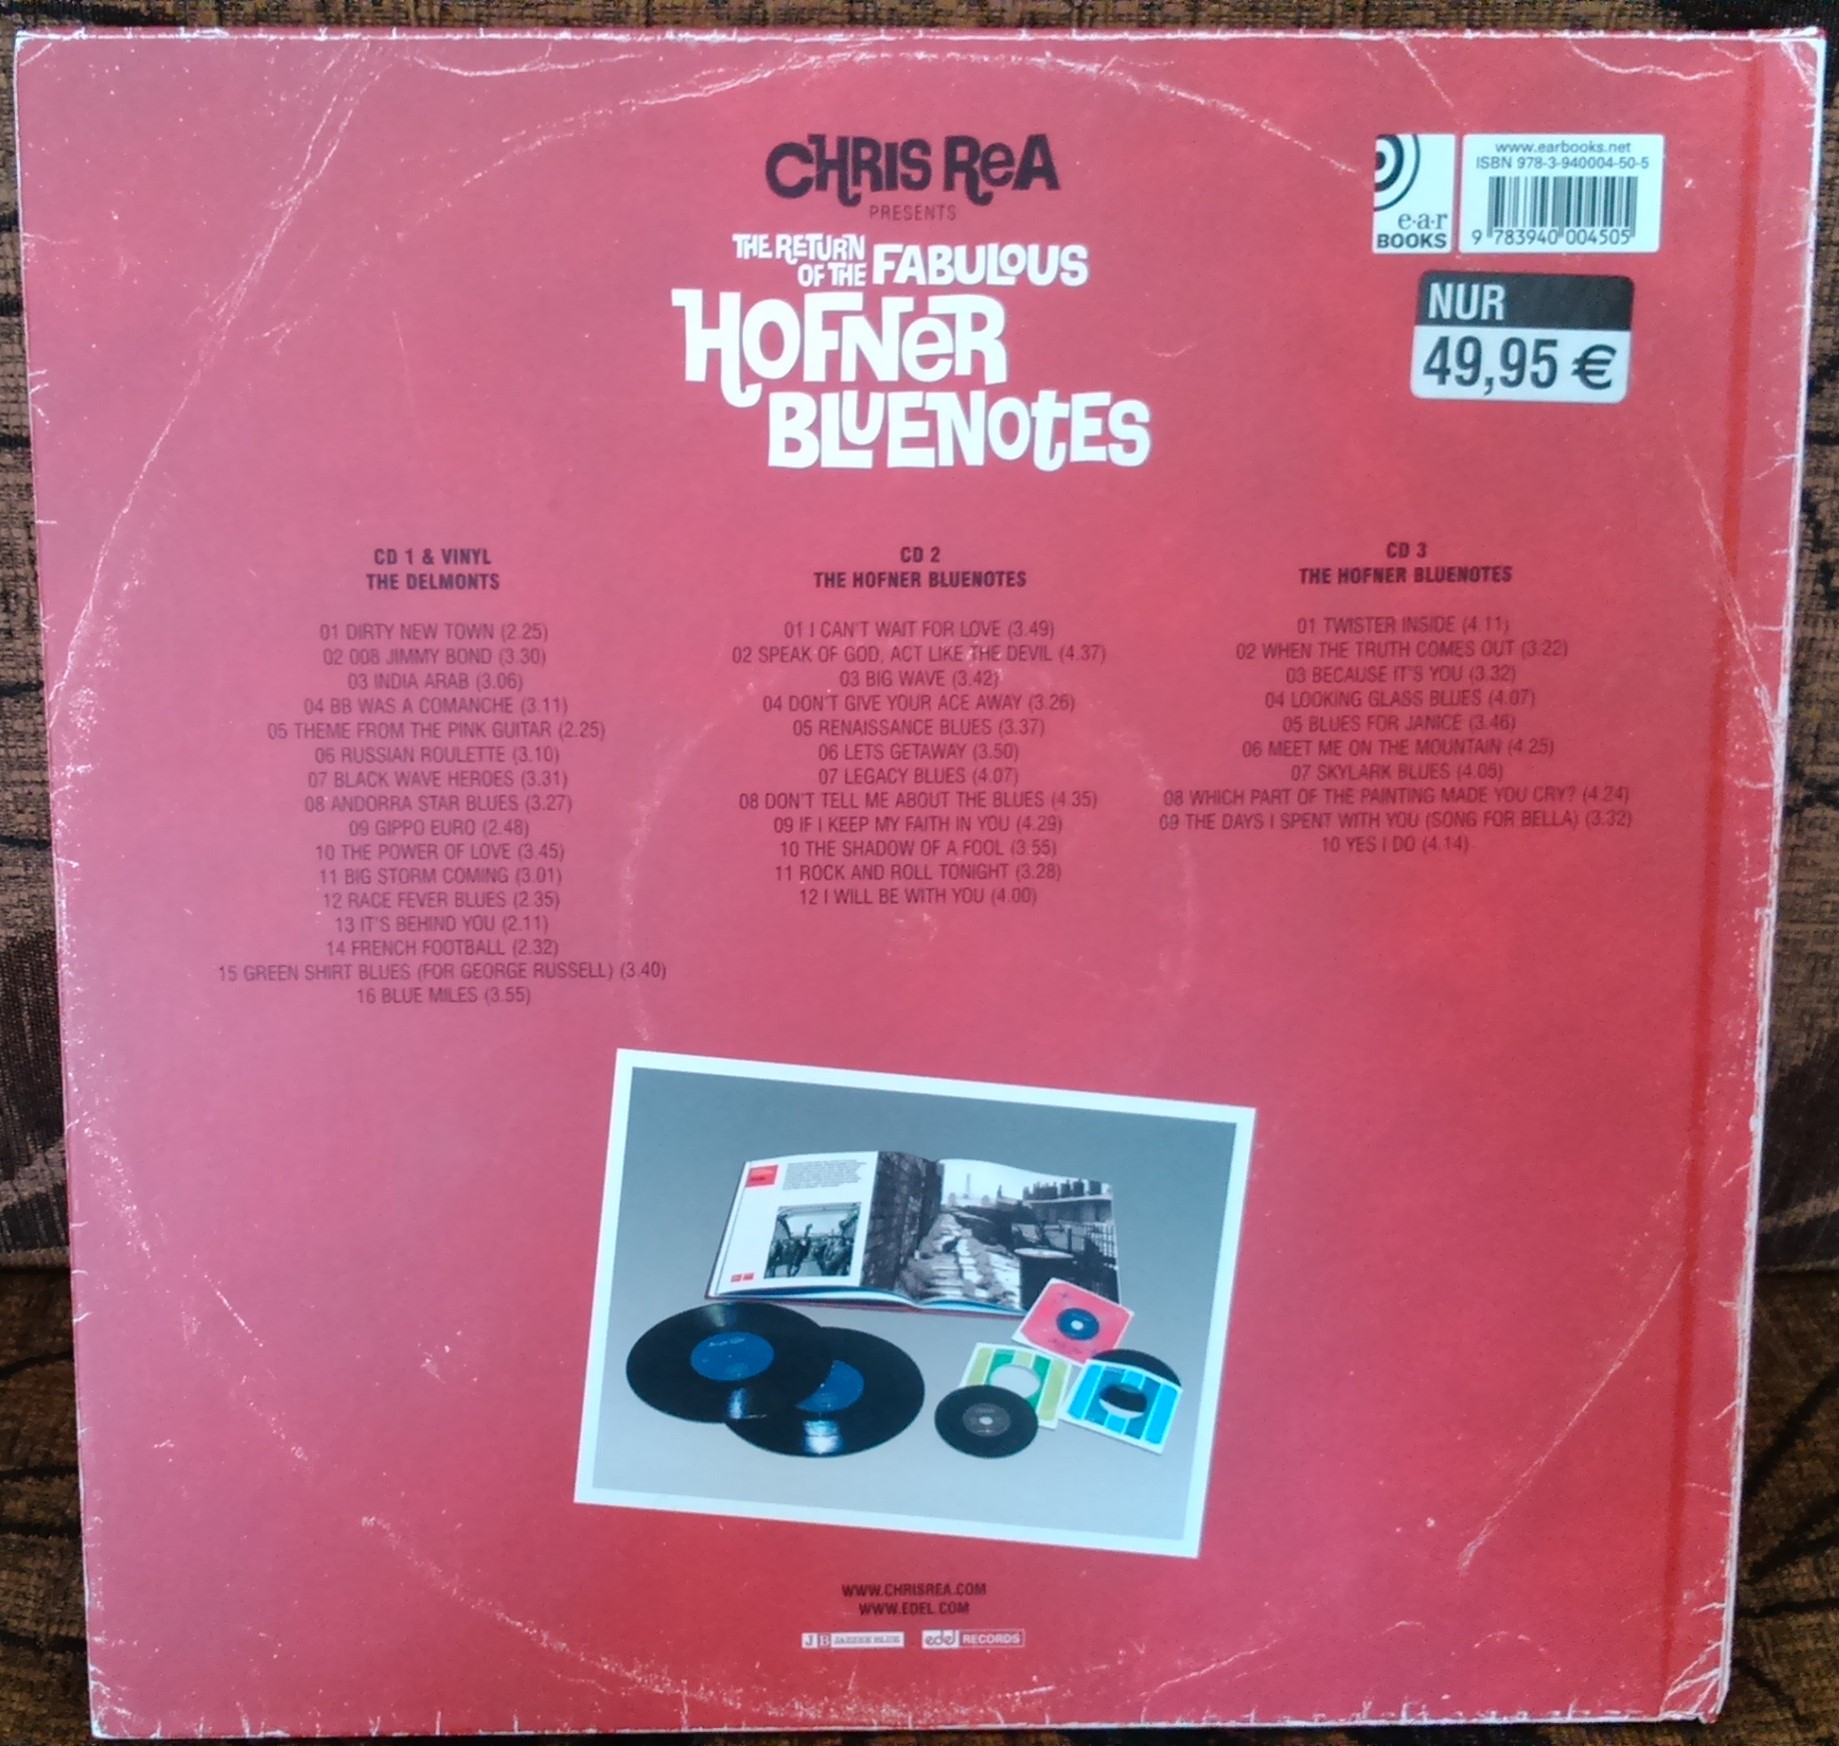 CHRIS REA
PRESENTS
THE RETURN
OF THE FABULOUS
HOFNER
BLUENOTES
www.earbooks.net
ISBN 978-3-940004-50-5
9 783940 004505
e·a·r
BOOKS
NUR
49,95 €
CD 1 & VINYL
THE DELMONTS
01 DIRTY NEW TOWN (2.25)
02 008 JIMMY BOND (3.30)
03 INDIA ARAB (3.06)
04 BB WAS A COMANCHE (3.11)
05 THEME FROM THE PINK GUITAR (2.25)
06 RUSSIAN ROULETTE (3.10)
07 BLACK WAVE HEROES (3.31)
08 ANDORRA STAR BLUES (3.27)
09 GIPPO EURO (2.48)
10 THE POWER OF LOVE (3.45)
11 BIG STORM COMING (3.01)
12 RACE FEVER BLUES (2.35)
13 IT'S BEHIND YOU (2.11)
14 FRENCH FOOTBALL (2.32)
15 GREEN SHIRT BLUES (FOR GEORGE RUSSELL) (3.40)
16 BLUE MILES (3.55)
CD 2
THE HOFNER BLUENOTES
01 I CAN'T WAIT FOR LOVE (3.49)
02 SPEAK OF GOD, ACT LIKE THE DEVIL (4.37)
03 BIG WAVE (3.42)
04 DON'T GIVE YOUR ACE AWAY (3.26)
05 RENAISSANCE BLUES (3.37)
06 LETS GETAWAY (3.50)
07 LEGACY BLUES (4.07)
08 DON'T TELL ME ABOUT THE BLUES (4.35)
09 IF I KEEP MY FAITH IN YOU (4.29)
10 THE SHADOW OF A FOOL (3.55)
11 ROCK AND ROLL TONIGHT (3.28)
12 I WILL BE WITH YOU (4.00)
CD 3
THE HOFNER BLUENOTES
01 TWISTER INSIDE (4.11)
02 WHEN THE TRUTH COMES OUT (3.22)
03 BECAUSE IT'S YOU (3.32)
04 LOOKING GLASS BLUES (4.07)
05 BLUES FOR JANICE (3.46)
06 MEET ME ON THE MOUNTAIN (4.25)
07 SKYLARK BLUES (4.05)
08 WHICH PART OF THE PAINTING MADE YOU CRY? (4.24)
09 THE DAYS I SPENT WITH YOU (SONG FOR BELLA) (3.32)
10 YES I DO (4.14)
WWW.CHRISREA.COM
WWW.EDEL.COM
JB JAZZEE BLUE
edel RECORDS